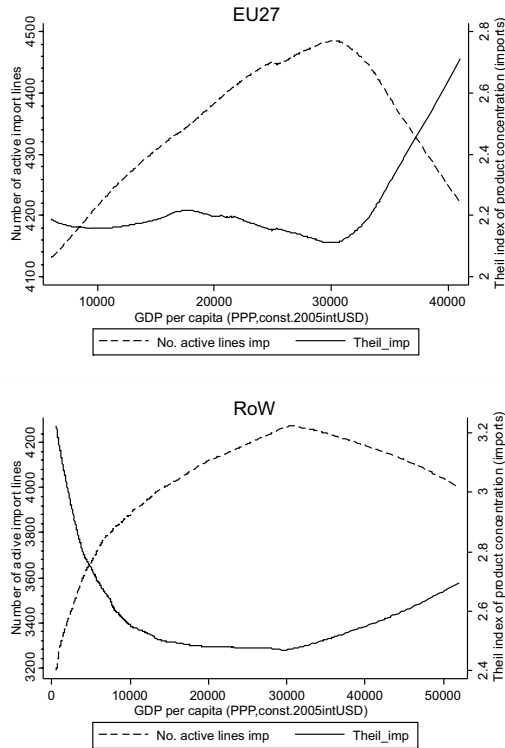 EU27
Number of active import lines
4100 4200 4300 4400 4500
2 2.2 2.4 2.6 2.8
Theil index of product concentration (imports)
10000 20000 30000 40000
GDP per capita (PPP,const.2005intUSD)
No. active lines imp Theil_imp
RoW
Number of active import lines
3200 3400 3600 3800 4000 4200
2.4 2.6 2.8 3 3.2
Theil index of product concentration (imports)
0 10000 20000 30000 40000 50000
GDP per capita (PPP,const.2005intUSD)
No. active lines imp Theil_imp